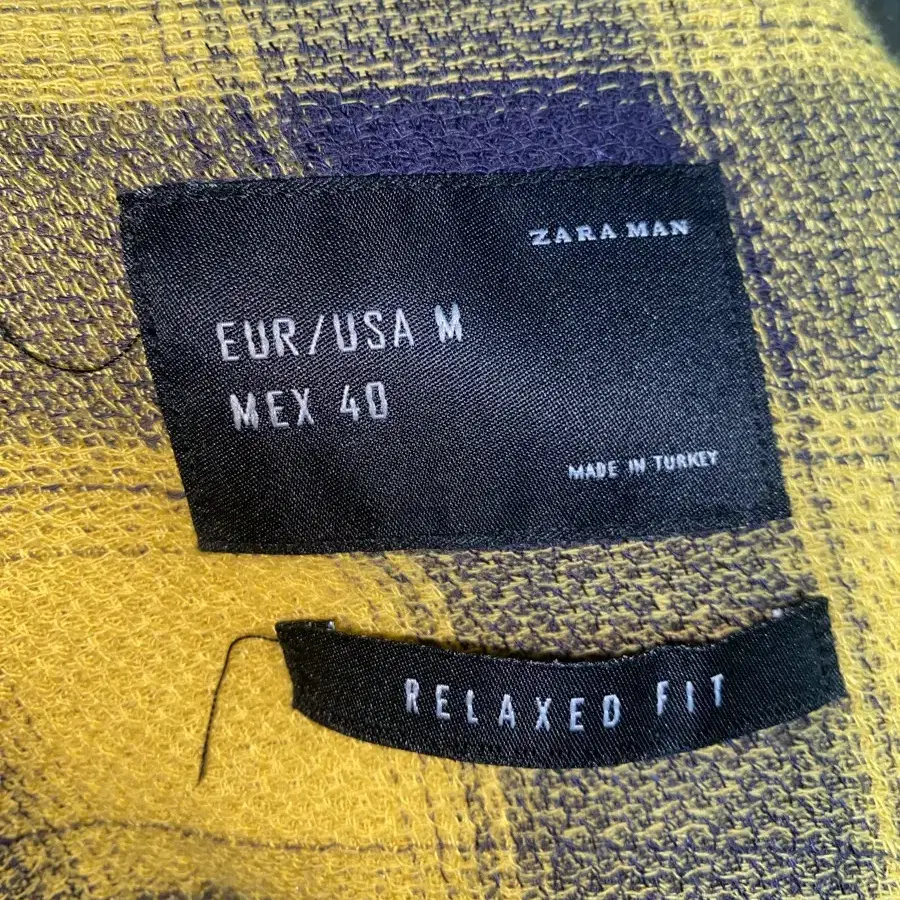 ZARA MAN
EUR/USA M
MEX 40
MADE IN TURKEY
RELAXED FIT